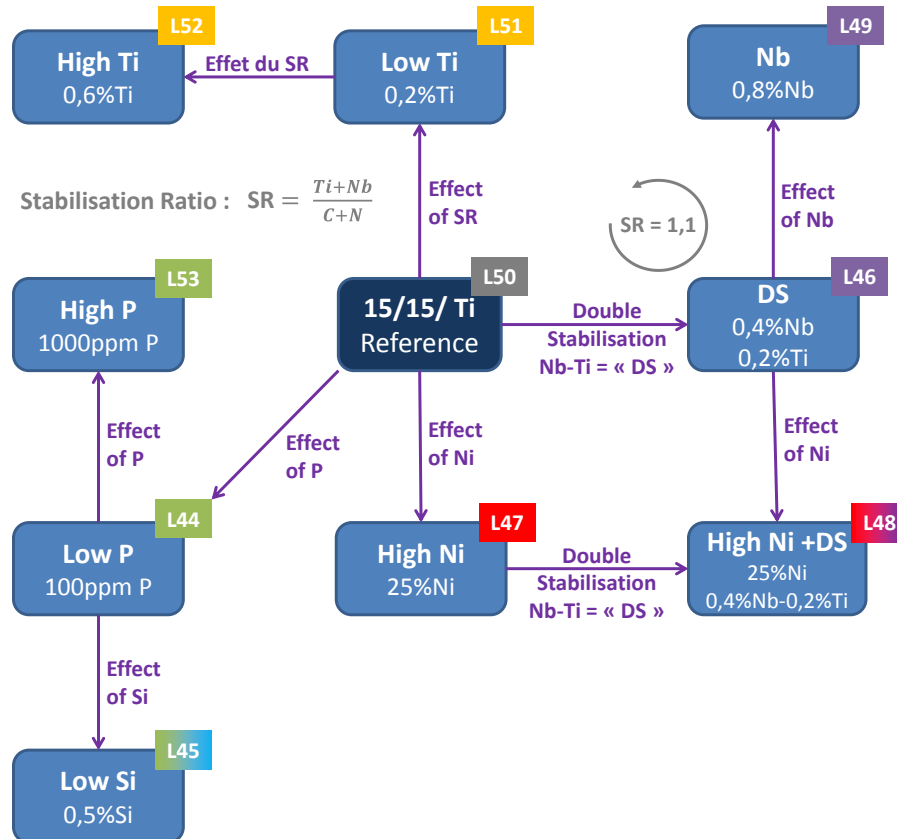 L52
High Ti
0,6%Ti
Effet du SR
L51
Low Ti
0,2%Ti
L49
Nb
0,8%Nb
Stabilisation Ratio : SR = \frac{Ti+Nb}{C+N}
Effect
of SR
SR = 1,1
Effect
of Nb
L53
High P
1000ppm P
L50
15/15/ Ti
Reference
Double
Stabilisation
Nb-Ti = « DS »
L46
DS
0,4%Nb
0,2%Ti
Effect
of P
Effect
of P
Effect
of Ni
Effect
of Ni
L44
Low P
100ppm P
L47
High Ni
25%Ni
Double
Stabilisation
Nb-Ti = « DS »
L48
High Ni +DS
25%Ni
0,4%Nb-0,2%Ti
Effect
of Si
L45
Low Si
0,5%Si